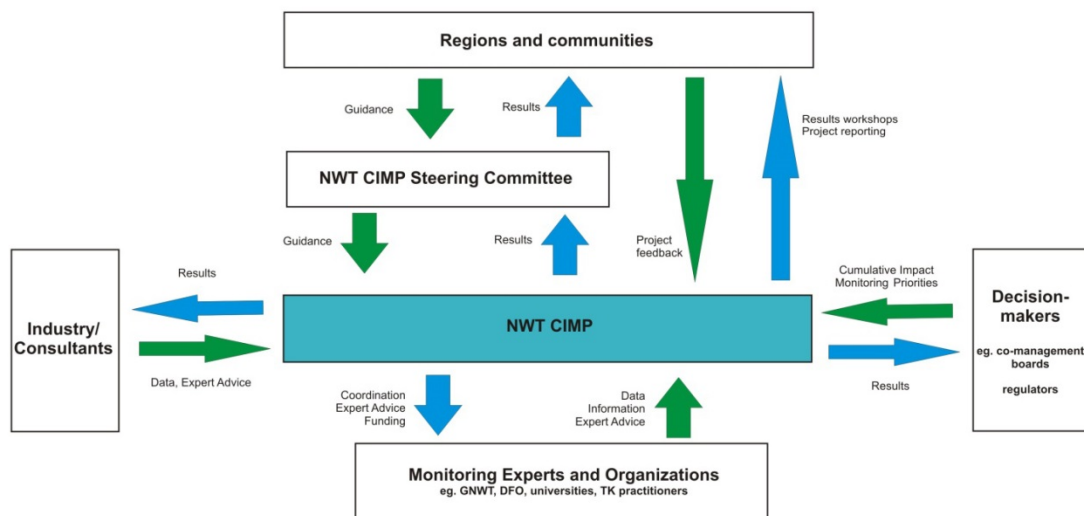 Regions and communities
Guidance
Results
Results workshops
Project reporting
NWT CIMP Steering Committee
Guidance
Results
Project
feedback
Results
Cumulative Impact
Monitoring Priorities
Industry/
Consultants
NWT CIMP
Decision-
makers
eg. co-management
boards
regulators
Data, Expert Advice
Results
Coordination
Expert Advice
Funding
Data
Information
Expert Advice
Monitoring Experts and Organizations
eg. GNWT, DFO, universities, TK practitioners